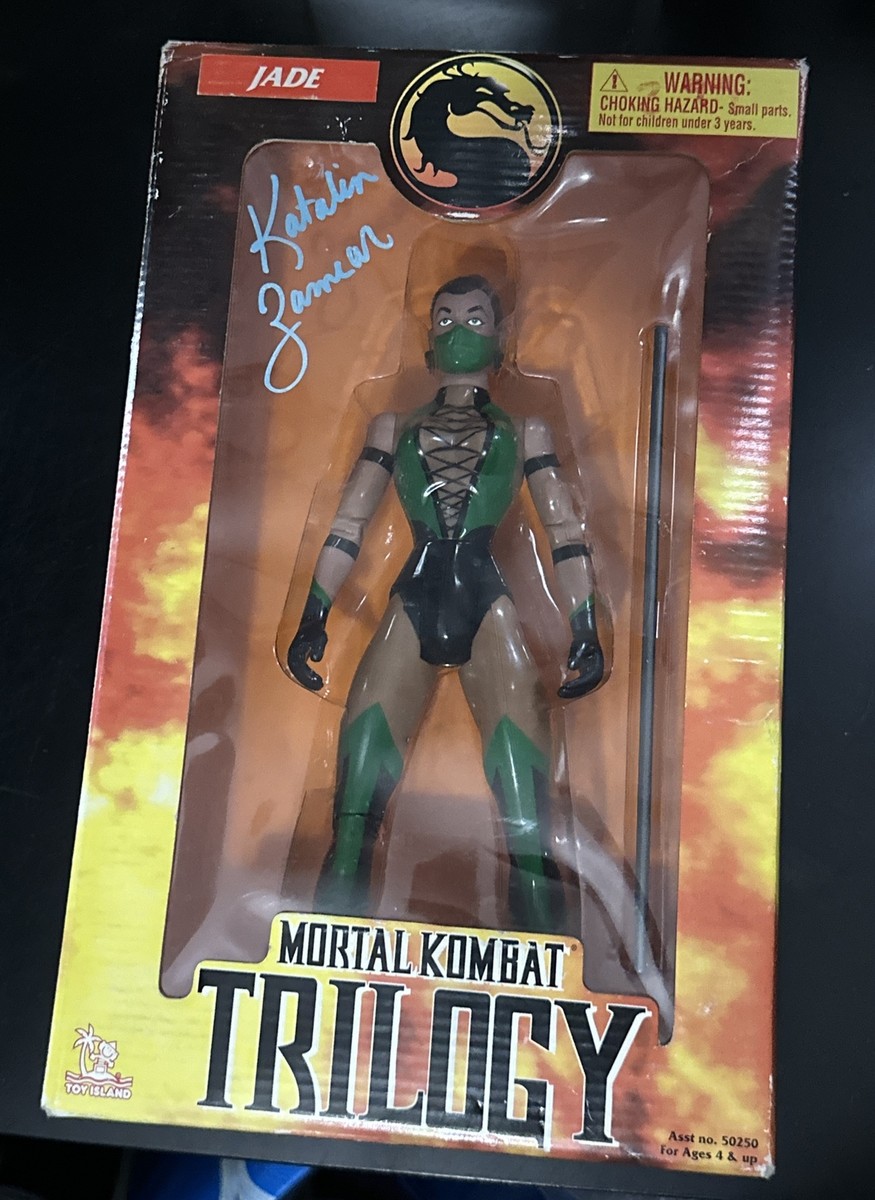 JADE
WARNING:
CHOKING HAZARD- Small parts.
Not for children under 3 years.
Katalin
Zamiar
MORTAL KOMBAT
TRILOGY
TOY ISLAND
Asst no. 50250
For Ages 4 & up